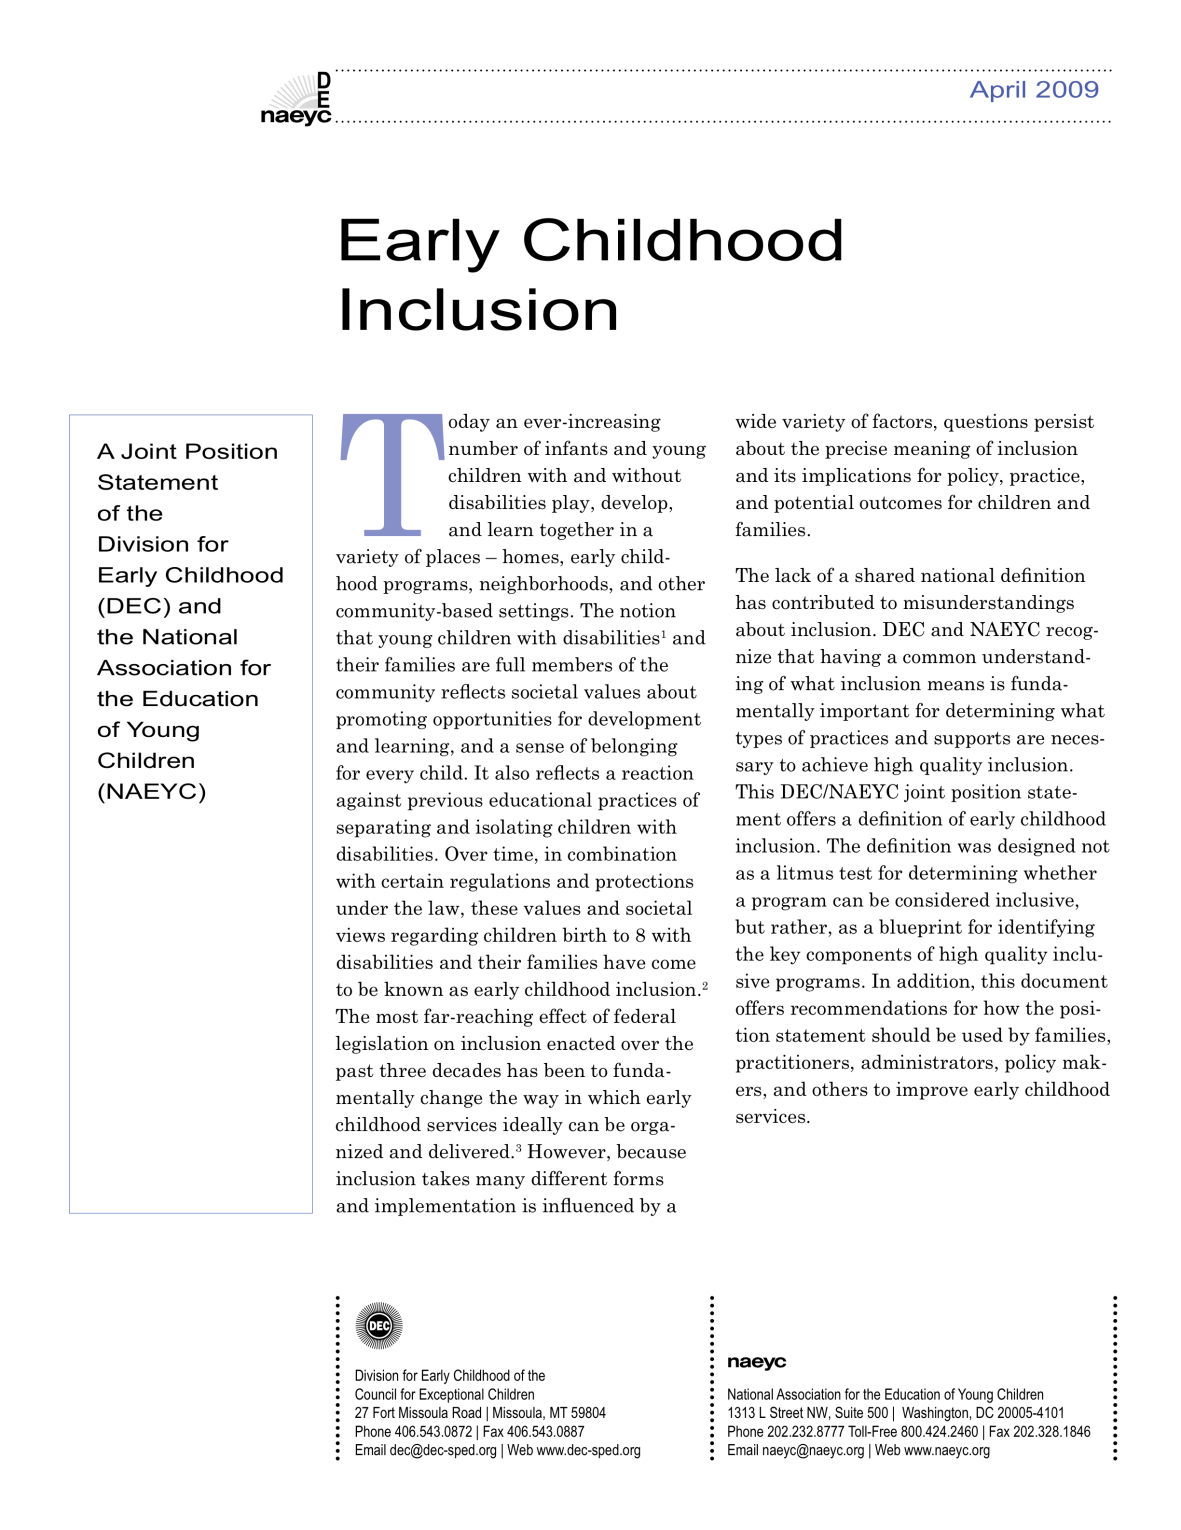 DEC
naeyc
April 2009
Early Childhood
Inclusion
A Joint Position
Statement
of the
Division for
Early Childhood
(DEC) and
the National
Association for
the Education
of Young
Children
(NAEYC)
Today an ever-increasing
number of infants and young
children with and without
disabilities play, develop,
and learn together in a
variety of places – homes, early child-
hood programs, neighborhoods, and other
community-based settings. The notion
that young children with disabilities¹ and
their families are full members of the
community reflects societal values about
promoting opportunities for development
and learning, and a sense of belonging
for every child. It also reflects a reaction
against previous educational practices of
separating and isolating children with
disabilities. Over time, in combination
with certain regulations and protections
under the law, these values and societal
views regarding children birth to 8 with
disabilities and their families have come
to be known as early childhood inclusion.²
The most far-reaching effect of federal
legislation on inclusion enacted over the
past three decades has been to funda-
mentally change the way in which early
childhood services ideally can be orga-
nized and delivered.³ However, because
inclusion takes many different forms
and implementation is influenced by a
wide variety of factors, questions persist
about the precise meaning of inclusion
and its implications for policy, practice,
and potential outcomes for children and
families.
The lack of a shared national definition
has contributed to misunderstandings
about inclusion. DEC and NAEYC recog-
nize that having a common understand-
ing of what inclusion means is funda-
mentally important for determining what
types of practices and supports are neces-
sary to achieve high quality inclusion.
This DEC/NAEYC joint position state-
ment offers a definition of early childhood
inclusion. The definition was designed not
as a litmus test for determining whether
a program can be considered inclusive,
but rather, as a blueprint for identifying
the key components of high quality inclu-
sive programs. In addition, this document
offers recommendations for how the posi-
tion statement should be used by families,
practitioners, administrators, policy mak-
ers, and others to improve early childhood
services.
DEC
Division for Early Childhood of the
Council for Exceptional Children
27 Fort Missoula Road | Missoula, MT 59804
Phone 406.543.0872 | Fax 406.543.0887
Email dec@dec-sped.org | Web www.dec-sped.org
naeyc
National Association for the Education of Young Children
1313 L Street NW, Suite 500 | Washington, DC 20005-4101
Phone 202.232.8777 Toll-Free 800.424.2460 | Fax 202.328.1846
Email naeyc@naeyc.org | Web www.naeyc.org